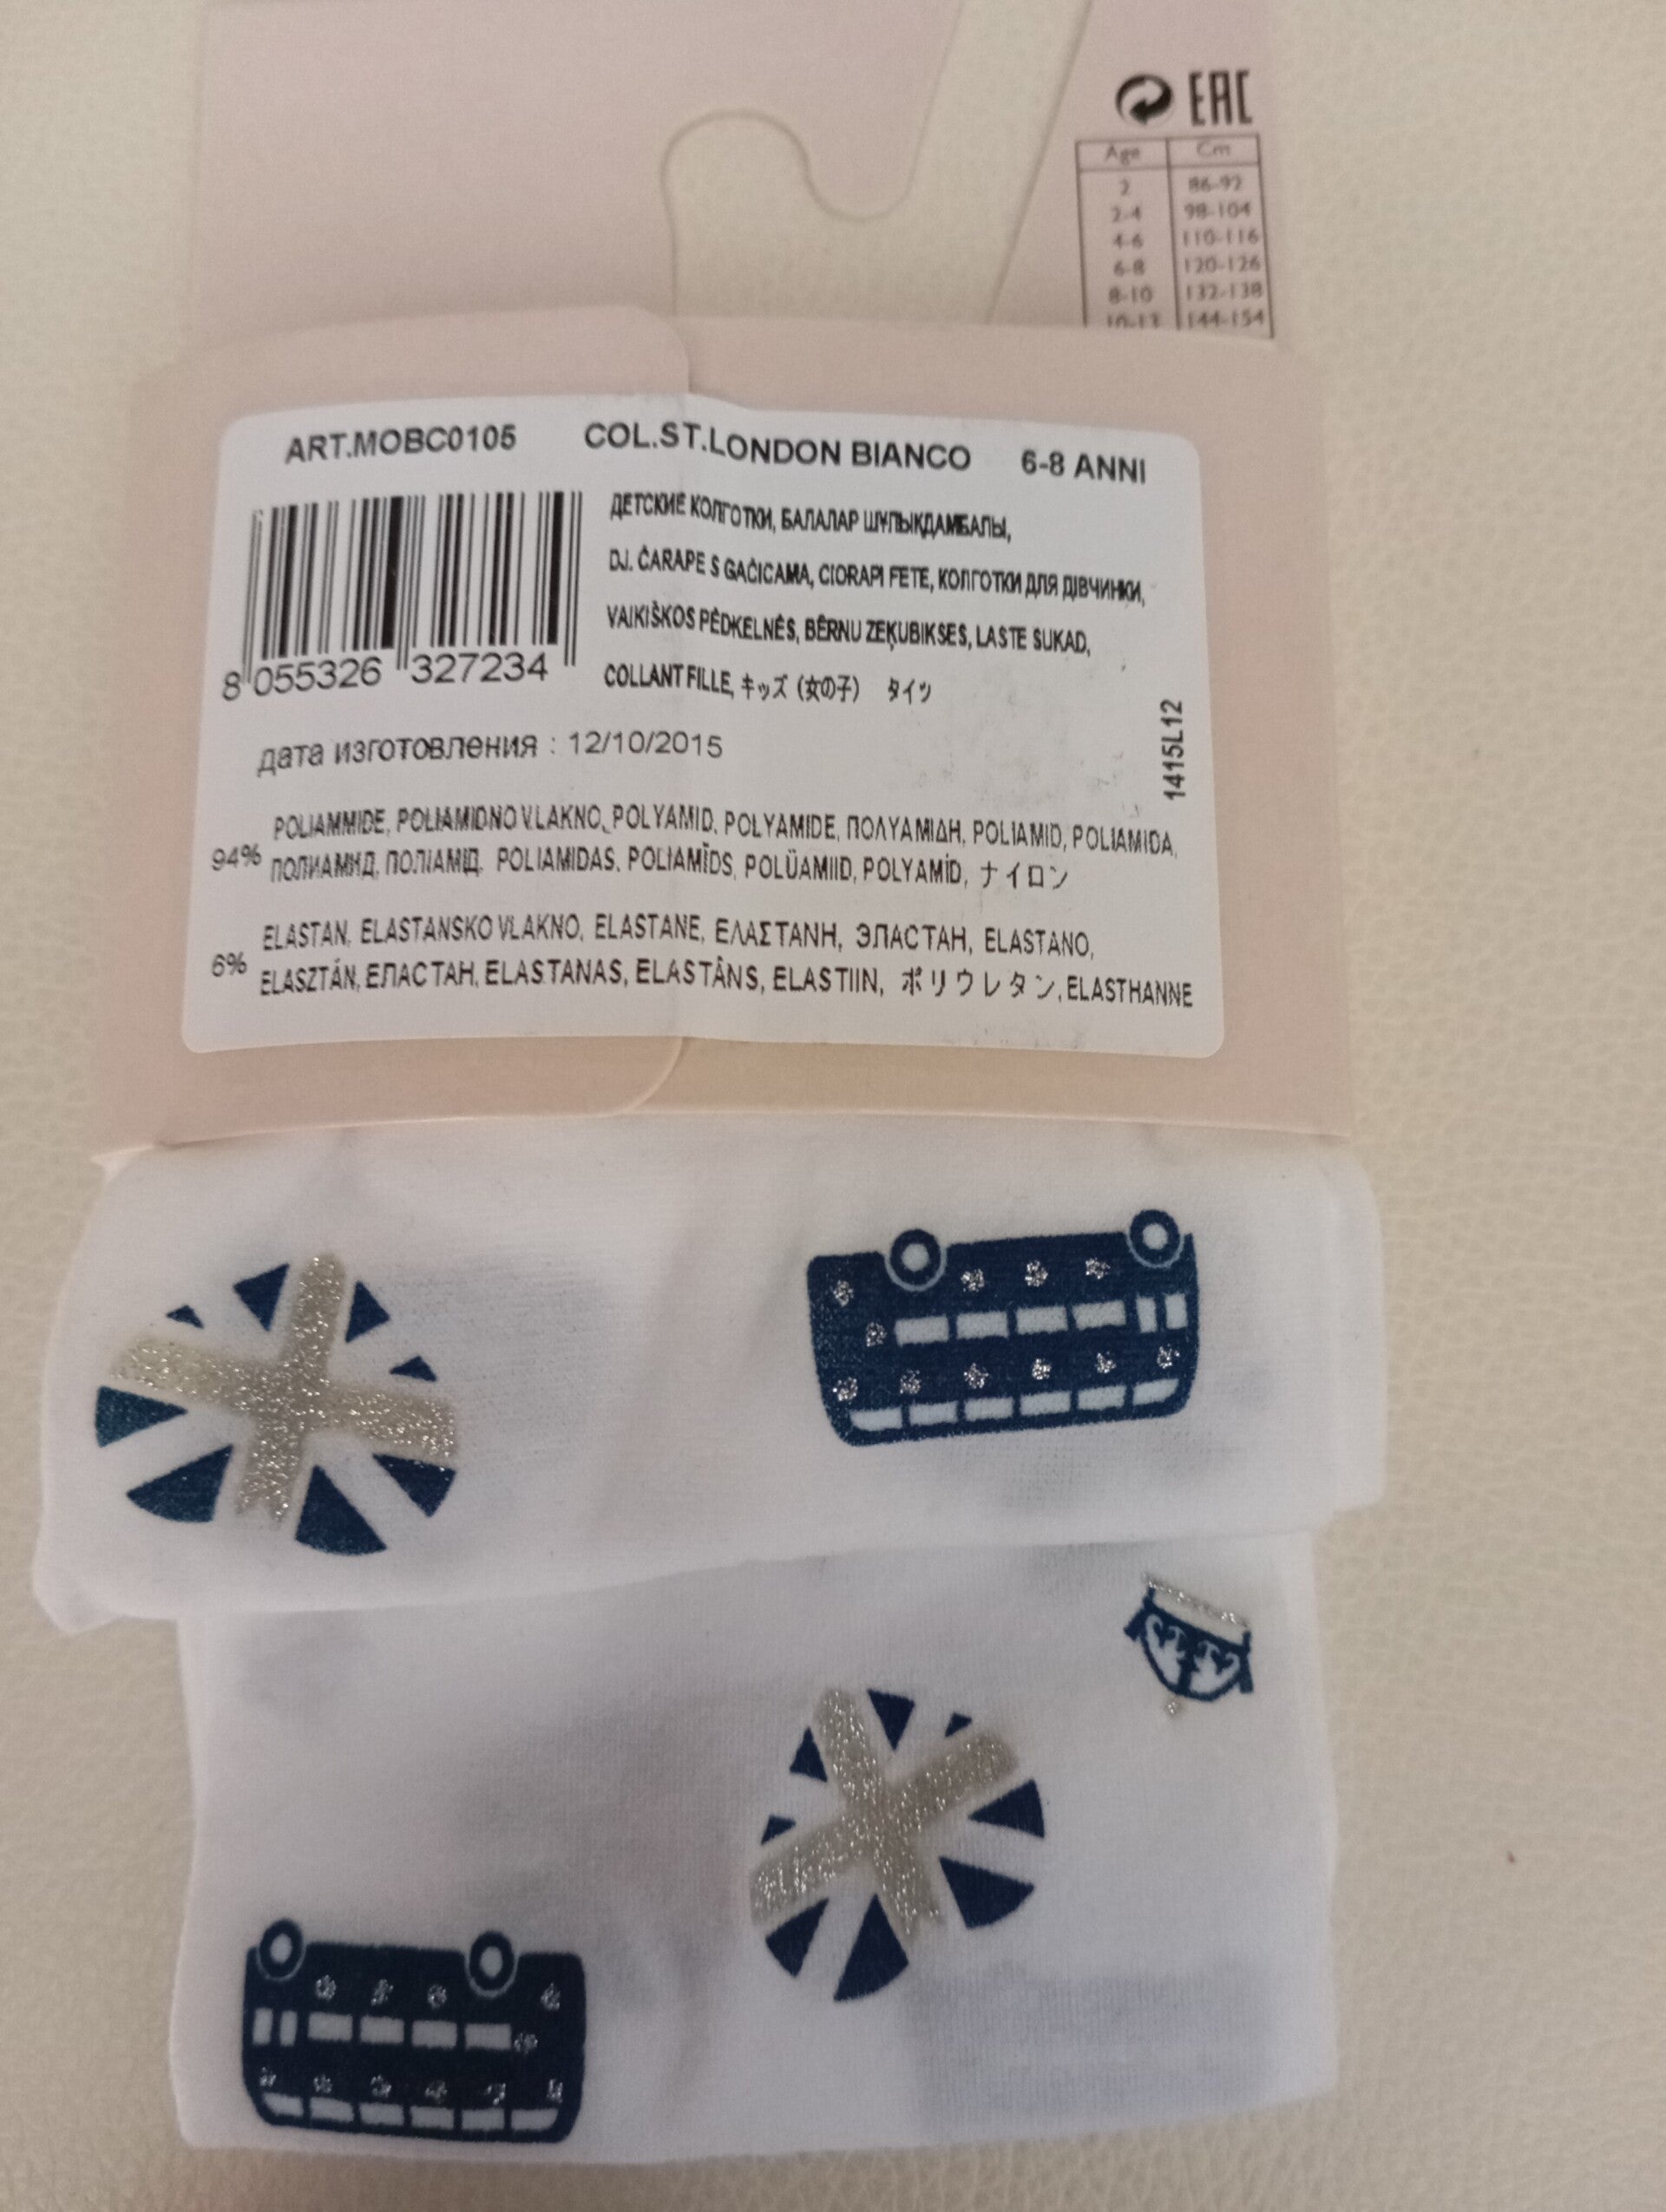 EAC
Age Cm
2 86-92
2-4 98-104
4-6 110-116
6-8 120-126
8-10 132-138
10-13 144-154
ART.MOBC0105 COL.ST.LONDON BIANCO 6-8 ANNI
ДЕТСКИЕ КОЛГОТКИ, БАЛАЛАР ШҰЛЫҚДАМБАЛЫ,
DJ. ČARAPE S GAĆICAMA, CIORAPI FETE, КОЛГОТКИ ДЛЯ ДІВЧИНКИ,
VAIKIŠKOS PĖDKELNĖS, BĒRNU ZEĶUBIKSES, LASTE SUKAD,
COLLANT FILLE, キッズ (女の子) タイツ
8 055326 327234
дата изготовления : 12/10/2015
1415L12
POLIAMMIDE, POLIAMIDNO VLAKNO, POLYAMID, POLYAMIDE, ΠΟΛΥΑΜΙΔΗ, POLIAMID, POLIAMIDA,
94% ПОЛИАМИД, ПОЛІАМІД, POLIAMIDAS, POLIAMĪDS, POLÜAMIID, POLYAMÍD, ナイロン
ELASTAN, ELASTANSKO VLAKNO, ELASTANE, ΕΛΑΣΤΑΝΗ, ЭЛАСТАН, ELASTANO,
6% ELASZTÁN, ЕЛАСТАН, ELASTANAS, ELASTĀNS, ELASTIIN, ポリウレタン, ELASTHANNE